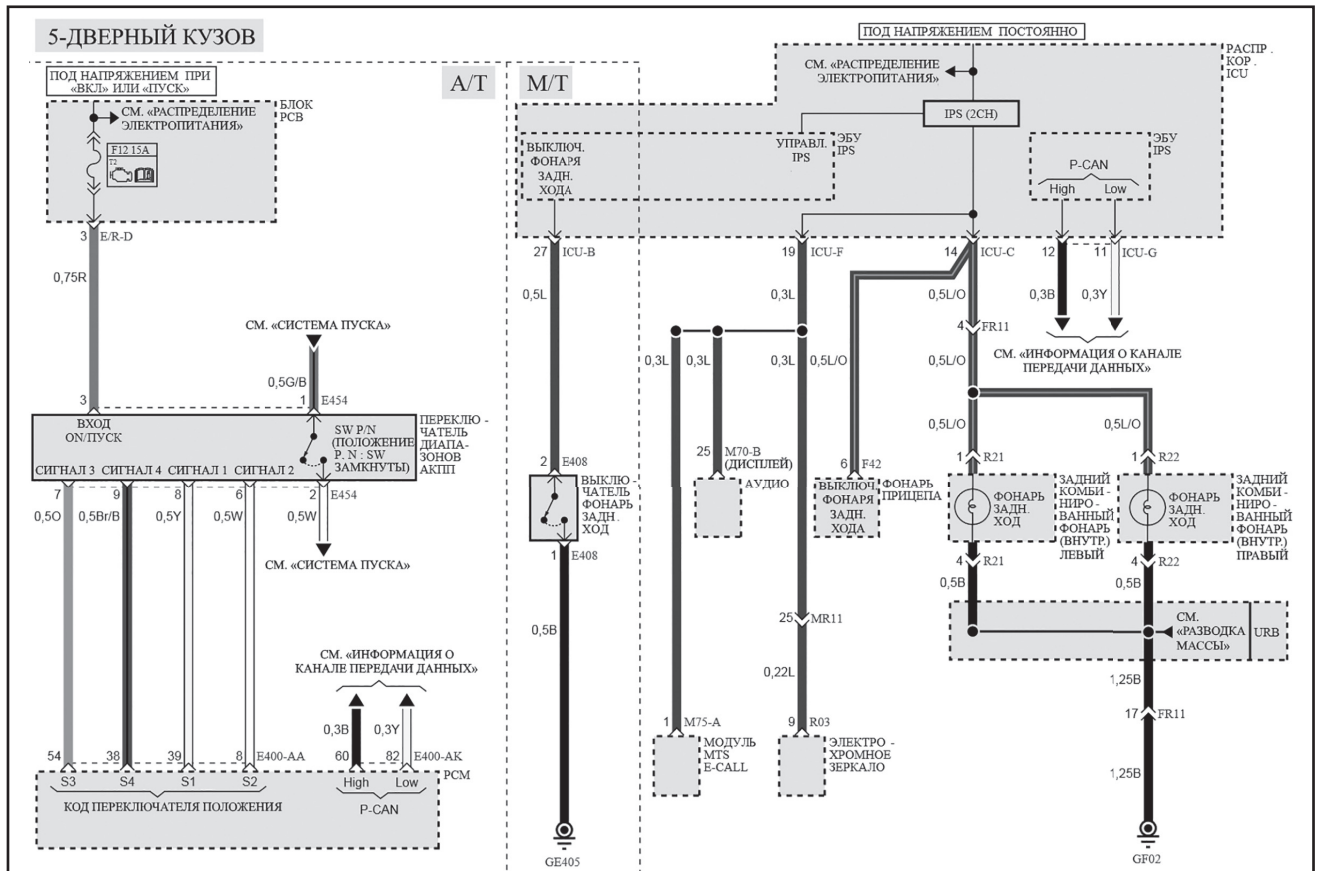 5-ДВЕРНЫЙ КУЗОВ
ПОД НАПРЯЖЕНИЕМ ПРИ
«ВКЛ» ИЛИ «ПУСК»
A/T
M/T
БЛОК
PCB
СМ. «РАСПРЕДЕЛЕНИЕ
ЭЛЕКТРОПИТАНИЯ»
F12 15A
T2
3 E/R-D
0,75R
СМ. «СИСТЕМА ПУСКА»
0,5G/B
3
1 E454
ВХОД
ON/ПУСК
SW P/N
(ПОЛОЖЕНИЕ
P. N : SW
ЗАМКНУТЫ)
ПЕРЕКЛЮ -
ЧАТЕЛЬ
ДИАПА-
ЗОНОВ
АКПП
СИГНАЛ 3 СИГНАЛ 4 СИГНАЛ 1 СИГНАЛ 2
7 9 8 6 2 E454
0,5O 0,5Br/B 0,5Y 0,5W 0,5W
СМ. «СИСТЕМА ПУСКА»
СМ. «ИНФОРМАЦИЯ О
КАНАЛЕ ПЕРЕДАЧИ ДАННЫХ»
0,3B 0,3Y
54 38 39 8 E400-AA 60 82 E400-AK
PCM
S3 S4 S1 S2 High Low
КОД ПЕРЕКЛЮЧАТЕЛЯ ПОЛОЖЕНИЯ
P-CAN
ПОД НАПРЯЖЕНИЕМ ПОСТОЯННО
РАСПР .
КОР .
ICU
СМ. «РАСПРЕДЕЛЕНИЕ
ЭЛЕКТРОПИТАНИЯ»
IPS (2CH)
ВЫКЛЮЧ.
ФОНАРЯ
ЗАДН.
ХОДА
УПРАВЛ.
IPS
ЭБУ
IPS
P-CAN
High Low
ЭБУ
IPS
27 ICU-B
19 ICU-F
14 ICU-C
12 11 ICU-G
0,5L
0,3L
0,5L/O
0,3B 0,3Y
4 FR11
СМ. «ИНФОРМАЦИЯ О КАНАЛЕ
ПЕРЕДАЧИ ДАННЫХ»
0,3L 0,3L 0,3L 0,5L/O 0,5L/O
0,5L/O 0,5L/O
2 E408
ВЫКЛЮ -
ЧАТЕЛЬ
ФОНАРЬ
ЗАДН .
ХОД
1 E408
0,5B
GE405
25 M70-B
(ДИСПЛЕЙ)
АУДИО
6 F42
ВЫКЛЮЧ.
ФОНАРЯ
ЗАДН.
ХОДА
ФОНАРЬ
ПРИЦЕПА
1 R21
ФОНАРЬ
ЗАДН.
ХОД
ЗАДНИЙ
КОМБИ -
НИРО -
ВАННЫЙ
ФОНАРЬ
(ВНУТР.)
ЛЕВЫЙ
4 R21
0,5B
1 R22
ФОНАРЬ
ЗАДН.
ХОД
ЗАДНИЙ
КОМБИ -
НИРО -
ВАННЫЙ
ФОНАРЬ
(ВНУТР.)
ПРАВЫЙ
4 R22
0,5B
СМ.
«РАЗВОДКА
МАССЫ»
URB
25 MR11
0,22L
1 M75-A
МОДУЛЬ
MTS
E-CALL
9 R03
ЭЛЕКТРО -
ХРОМНОЕ
ЗЕРКАЛО
1,25B
17 FR11
1,25B
GF02